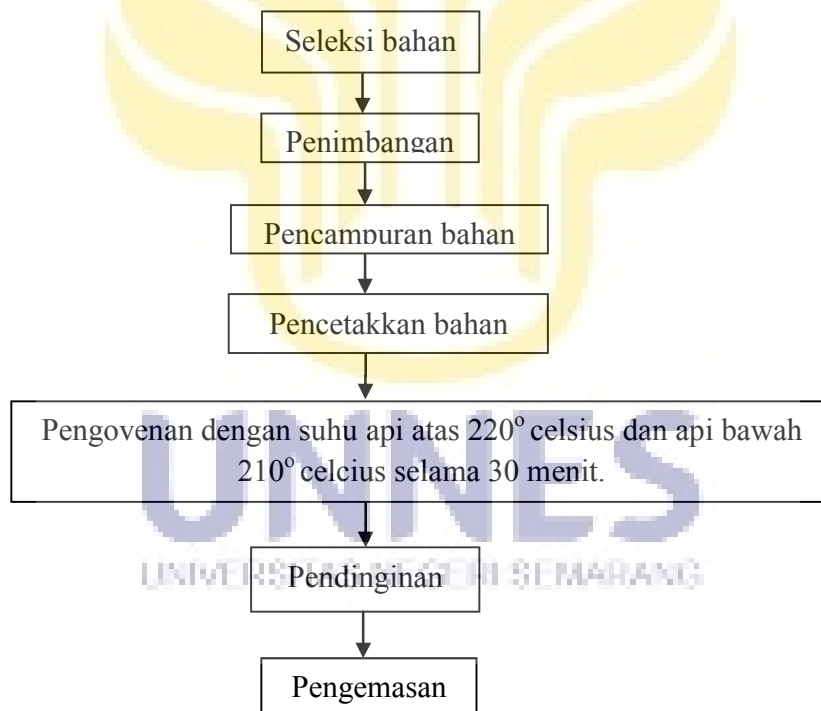 Seleksi bahan
Penimbangan
Pencampuran bahan
Pencetakkan bahan
Pengovenan dengan suhu api atas 220° celsius dan api bawah
210° celcius selama 30 menit.
UNNES
Pendinginan
UNIVERSITAS NEGERI SEMARANG
Pengemasan